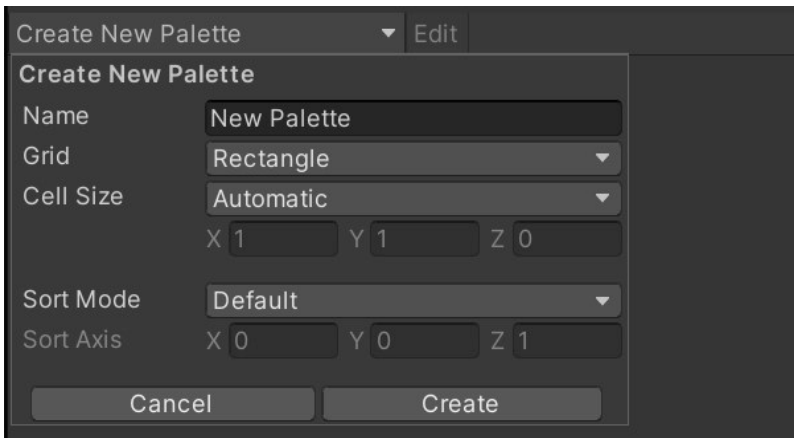 Create New Palette Edit
Create New Palette
Name New Palette
Grid Rectangle
Cell Size Automatic
X 1 Y 1 Z 0
Sort Mode Default
Sort Axis X 0 Y 0 Z 1
Cancel Create